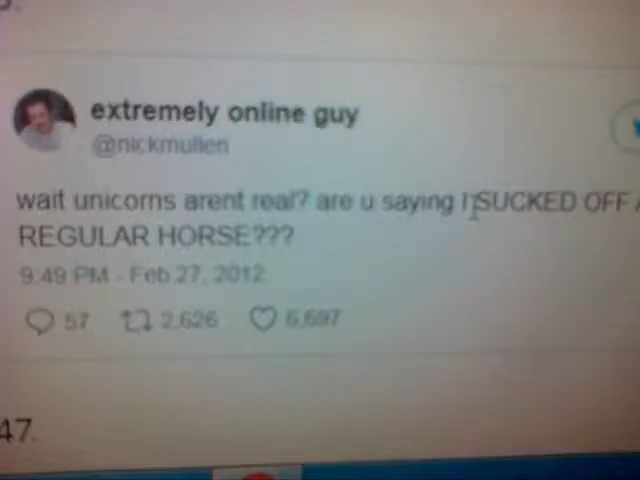 extremely online guy
@nickmullen
wait unicorns arent real? are u saying I SUCKED OFF A
REGULAR HORSE???
9:49 PM - Feb 27, 2012
57 2,626 6,697
47.